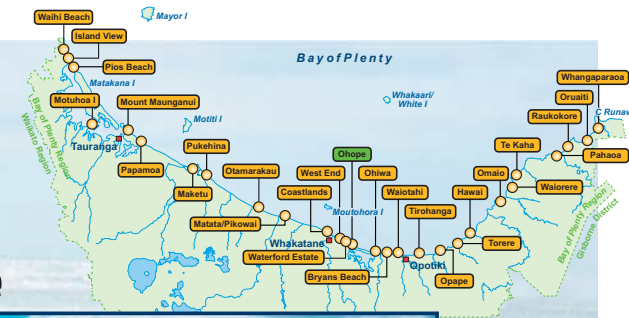 Waihi Beach
Mayor I
Island View
Bay of Plenty
Pios Beach
Matakana I
Whangaparaoa
Motuhoa I
Mount Maunganui
Whakaari/
White I
Oruaiti
C Runaw
Motiti I
Raukokore
Bay of Plenty Region
Waikato Region
Tauranga
Pukehina
Ohope
Te Kaha
Pahaoa
Papamoa
Otamarakau
West End
Ohiwa
Omaio
Maketu
Coastlands
Waiotahi
Hawai
Waiorere
Moutohora I
Tirohanga
Matata/Pikowai
Whakatane
Torere
Bay of Plenty Region
Gisborne District
Waterford Estate
Opotiki
Bryans Beach
Opape